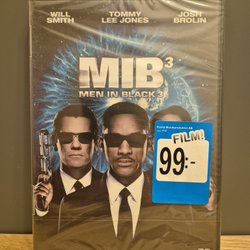 WILL SMITH
TOMMY LEE JONES
JOSH BROLIN
MIB³
MEN IN BLACK 3
FILM!
99:-